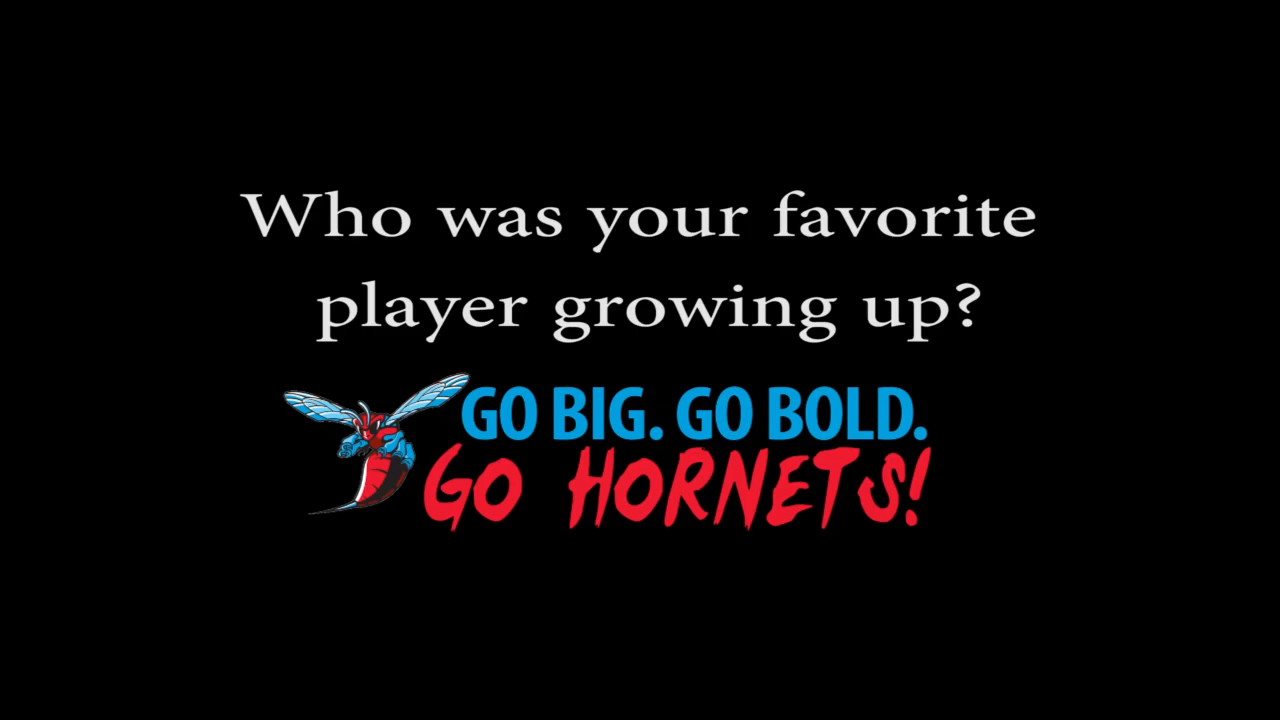 Who was your favorite
player growing up?
GO BIG. GO BOLD.
GO HORNETS!